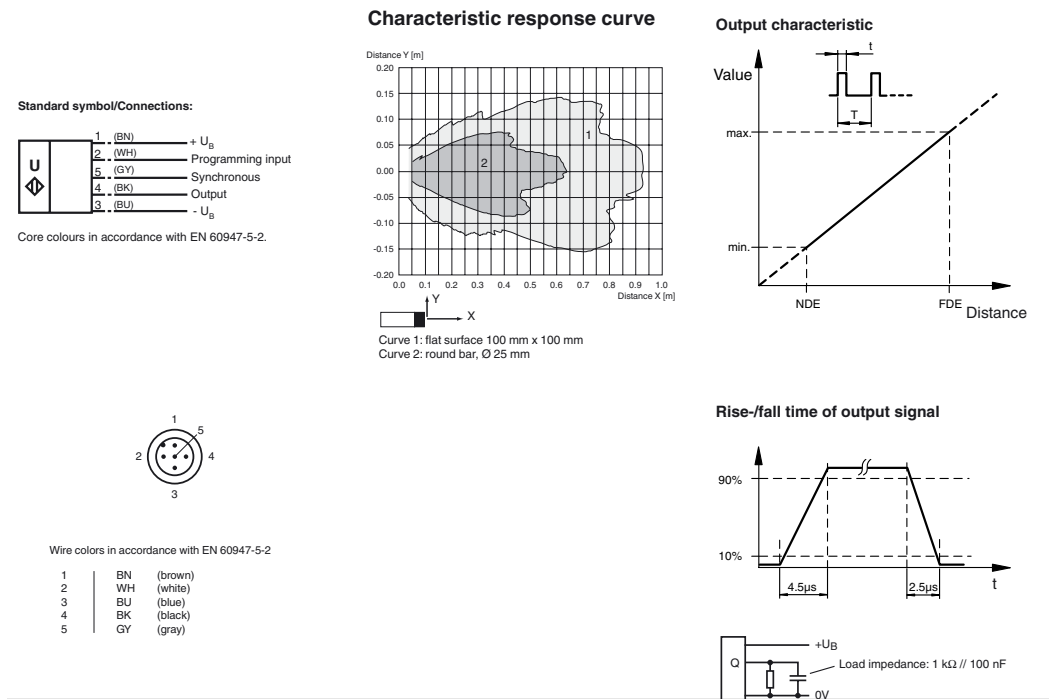 Characteristic response curve
Output characteristic
Standard symbol/Connections:
U
1 (BN) + UB
2 (WH) Programming input
5 (GY) Synchronous
4 (BK) Output
3 (BU) - UB
Core colours in accordance with EN 60947-5-2.
Distance Y [m]
0.20
0.15
0.10
0.05
0.00
-0.05
-0.10
-0.15
-0.20
1
2
0.0 0.1 0.2 0.3 0.4 0.5 0.6 0.7 0.8 0.9 1.0
Distance X [m]
Y
X
Curve 1: flat surface 100 mm x 100 mm
Curve 2: round bar, Ø 25 mm
Value
t
T
max.
min.
NDE
FDE
Distance
1
5
2
4
3
Wire colors in accordance with EN 60947-5-2
1 BN (brown)
2 WH (white)
3 BU (blue)
4 BK (black)
5 GY (gray)
Rise-/fall time of output signal
90%
10%
4.5µs
2.5µs
t
+UB
Q
Load impedance: 1 kΩ // 100 nF
0V